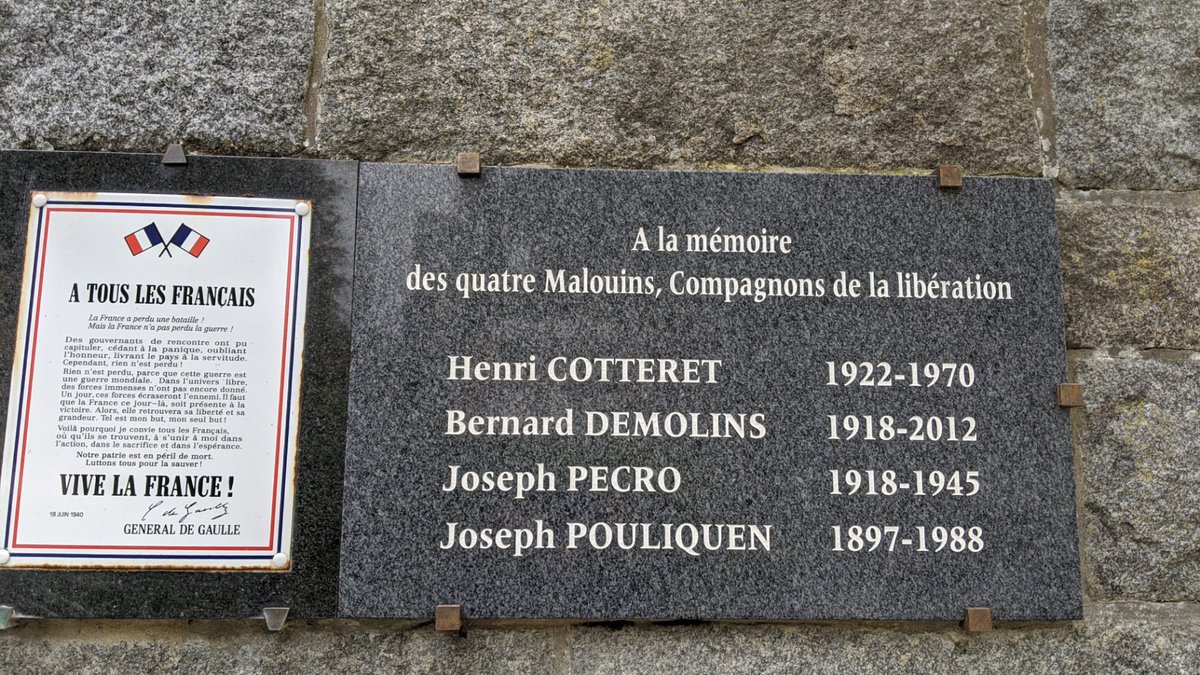 A TOUS LES FRANÇAIS
La France a perdu une bataille !
Mais la France n'a pas perdu la guerre !
Des gouvernants de rencontre ont pu
capituler, cédant à la panique, oubliant
l'honneur, livrant le pays à la servitude.
Cependant, rien n'est perdu !
Rien n'est perdu, parce que cette guerre est
une guerre mondiale. Dans l'univers libre,
des forces immenses n'ont pas encore donné.
Un jour, ces forces écraseront l'ennemi. Il faut
que la France ce jour-là, soit présente à la
victoire. Alors, elle retrouvera sa liberté et sa
grandeur. Tel est mon but, mon seul but !
Voilà pourquoi je convie tous les Français,
où qu'ils se trouvent, à s'unir à moi dans
l'action, dans le sacrifice et dans l'espérance.
Notre patrie est en péril de mort.
Luttons tous pour la sauver !
VIVE LA FRANCE !
18 JUIN 1940
C de Gaulle
GENERAL DE GAULLE
A la mémoire
des quatre Malouins, Compagnons de la libération
Henri COTTERET 1922-1970
Bernard DEMOLINS 1918-2012
Joseph PECRO 1918-1945
Joseph POULIQUEN 1897-1988